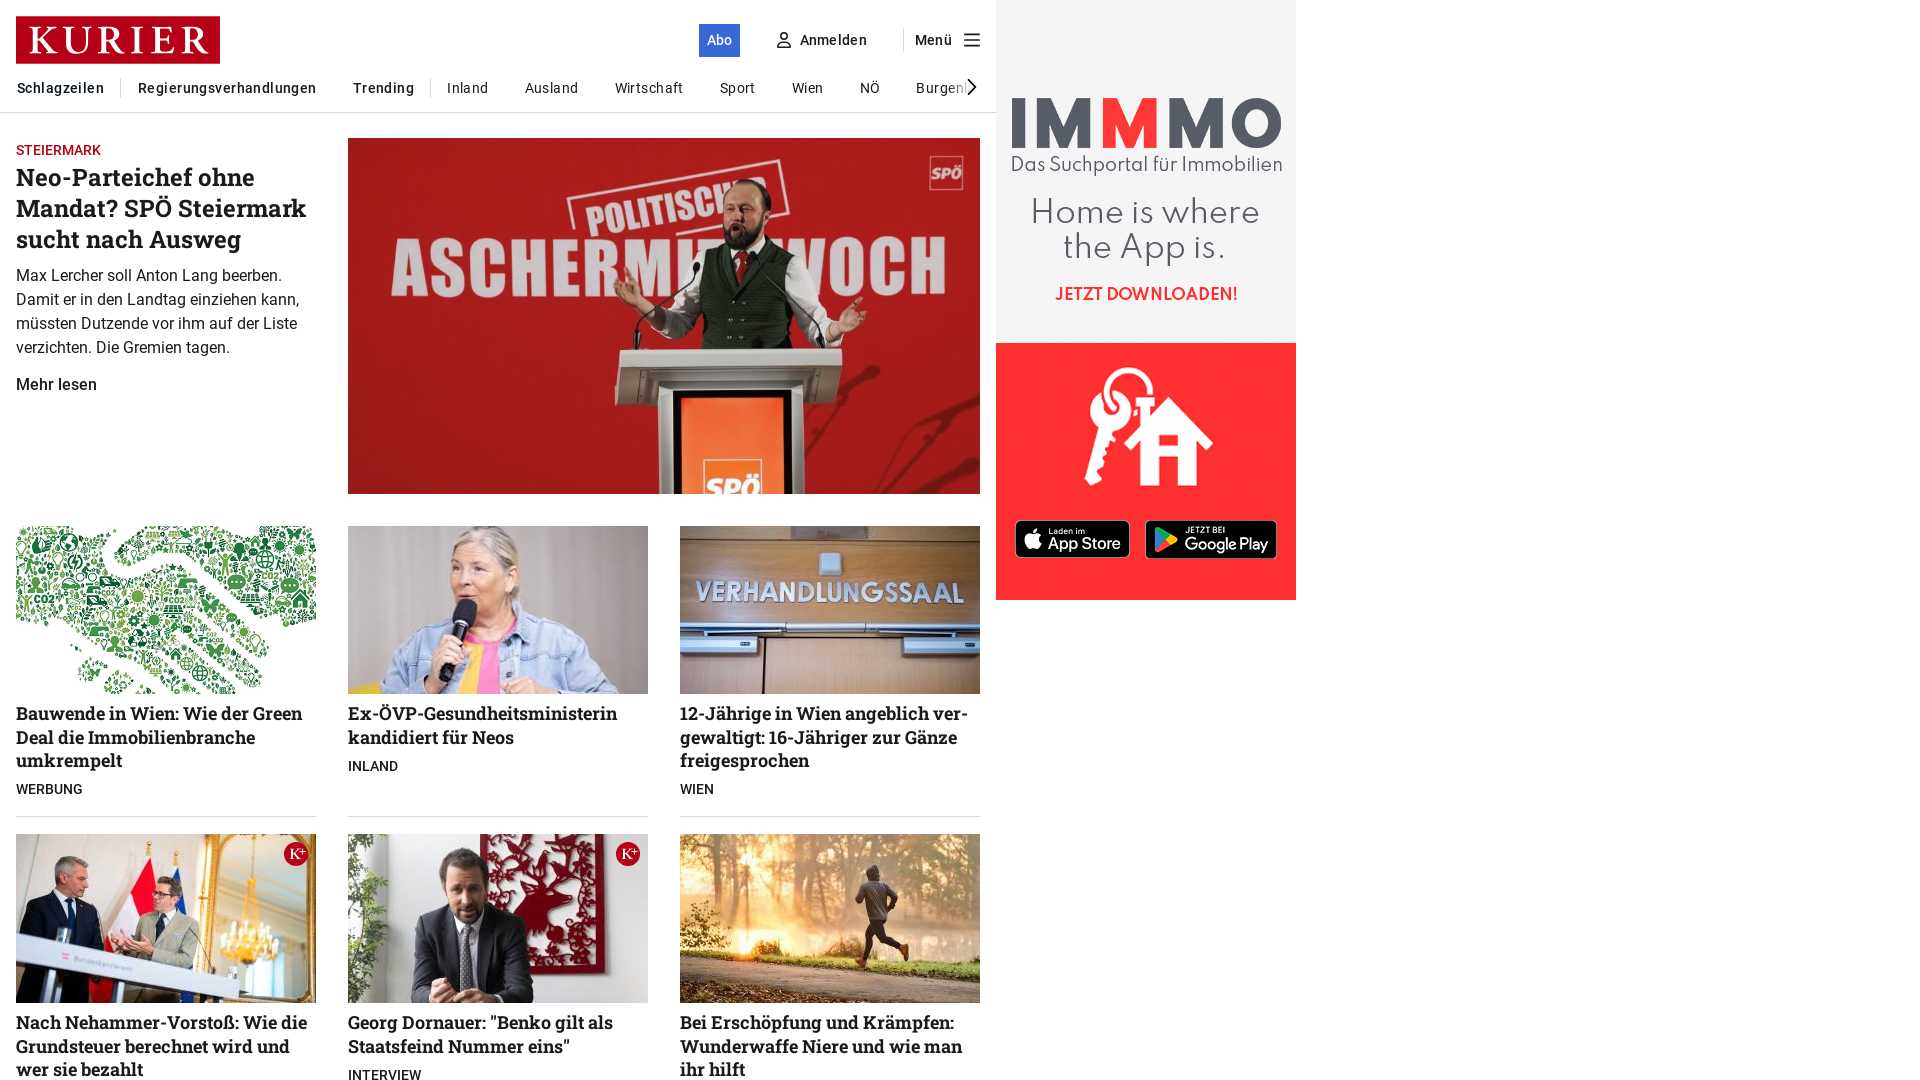 KURIER
Abo
Anmelden
Menü
Schlagzeilen
Regierungsverhandlungen
Trending
Inland
Ausland
Wirtschaft
Sport
Wien
NÖ
STEIERMARK
Neo-Parteichef ohne
Mandat? SPÖ Steiermark
sucht nach Ausweg
Max Lercher soll Anton Lang beerben.
Damit er in den Landtag einziehen kann,
müssten Dutzende vor ihm auf der Liste
verzichten. Die Gremien tagen.
Mehr lesen
SPÖ
POLITISCHER
SPÖ
IMMMO
Das Suchportal für Immobilien
Home is where
the App is.
JETZT DOWNLOADEN!
Laden im
App Store
JETZT BEI
Google Play
CO2
CO2
VERHANDLUNGSSAAL
Bauwende in Wien: Wie der Green
Deal die Immobilienbranche
umkrempelt
WERBUNG
Ex-ÖVP-Gesundheitsministerin
kandidiert für Neos
INLAND
12-Jährige in Wien angeblich ver-
gewaltigt: 16-Jähriger zur Gänze
freigesprochen
WIEN
K+
K+
Nach Nehammer-Vorstoß: Wie die
Grundsteuer berechnet wird und
wer sie bezahlt
Georg Dornauer: "Benko gilt als
Staatsfeind Nummer eins"
INTERVIEW
Bei Erschöpfung und Krämpfen:
Wunderwaffe Niere und wie man
ihr hilft